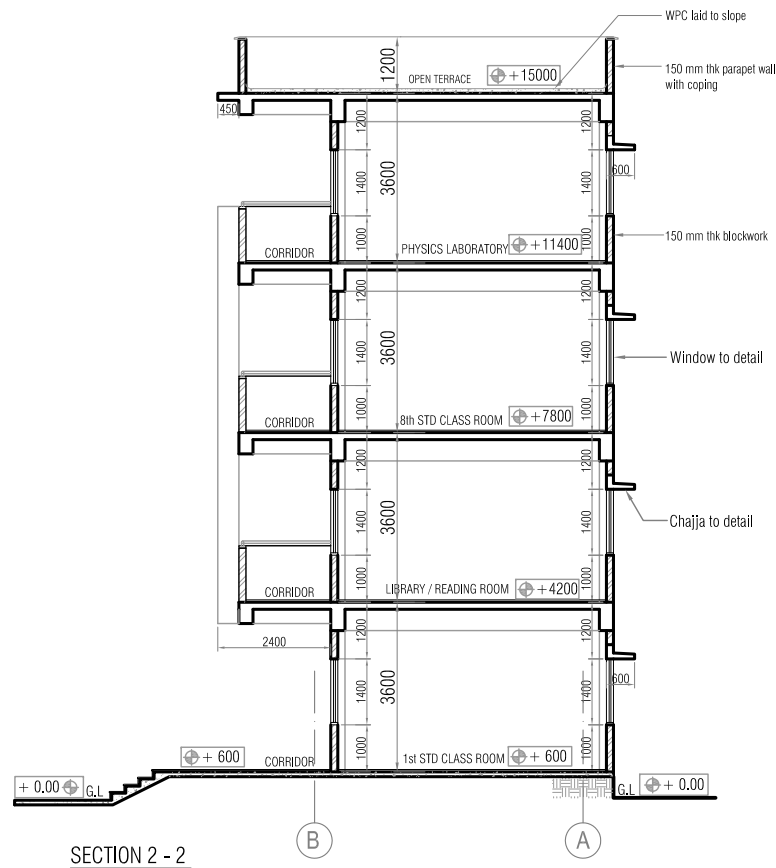 WPC laid to slope
1200
OPEN TERRACE
+15000
150 mm thk parapet wall
with coping
450
1200
1200
600
1400
3600
1400
1000
1000
CORRIDOR
PHYSICS LABORATORY
+11400
150 mm thk blockwork
1200
1200
1400
3600
1400
Window to detail
1000
1000
CORRIDOR
8th STD CLASS ROOM
+7800
1200
1200
1400
3600
1400
Chajja to detail
1000
1000
CORRIDOR
LIBRARY / READING ROOM
+4200
2400
1200
1200
600
1400
3600
1400
1000
1000
+ 600
CORRIDOR
1st STD CLASS ROOM
+ 600
+ 0.00
G.L
G.L
+ 0.00
B
A
SECTION 2 - 2